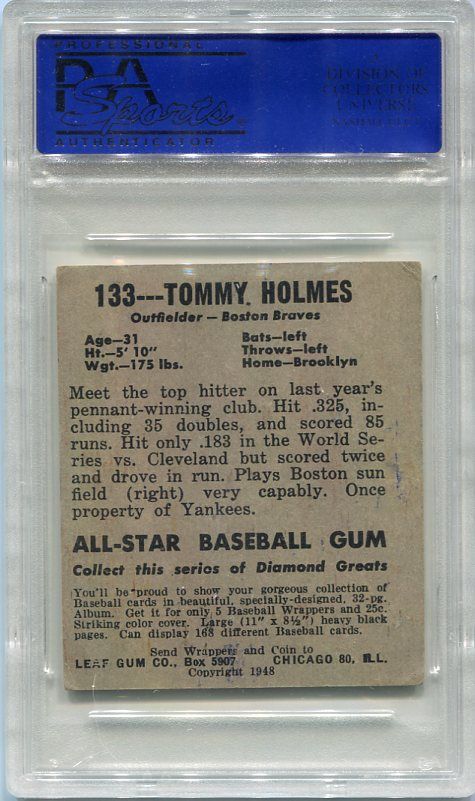 PROFESSIONAL
PSA
Sports
AUTHENTICATOR
A
DIVISION OF
COLLECTORS
UNIVERSE
NASDAQ: CLCT
133---TOMMY HOLMES
Outfielder — Boston Braves
Age—31 Bats—left
Ht.—5' 10" Throws—left
Wgt.—175 lbs. Home—Brooklyn
Meet the top hitter on last year's
pennant-winning club. Hit .325, in-
cluding 35 doubles, and scored 85
runs. Hit only .183 in the World Se-
ries vs. Cleveland but scored twice
and drove in run. Plays Boston sun
field (right) very capably. Once
property of Yankees.
ALL-STAR BASEBALL GUM
Collect this series of Diamond Greats
You'll be proud to show your gorgeous collection of
Baseball cards in beautiful, specially-designed, 32-pg.
Album. Get it for only 5 Baseball Wrappers and 25c.
Striking color cover. Large (11" x 8½") heavy black
pages. Can display 168 different Baseball cards.
Send Wrappers and Coin to
LEAF GUM CO., Box 5907 CHICAGO 80, ILL.
Copyright 1948